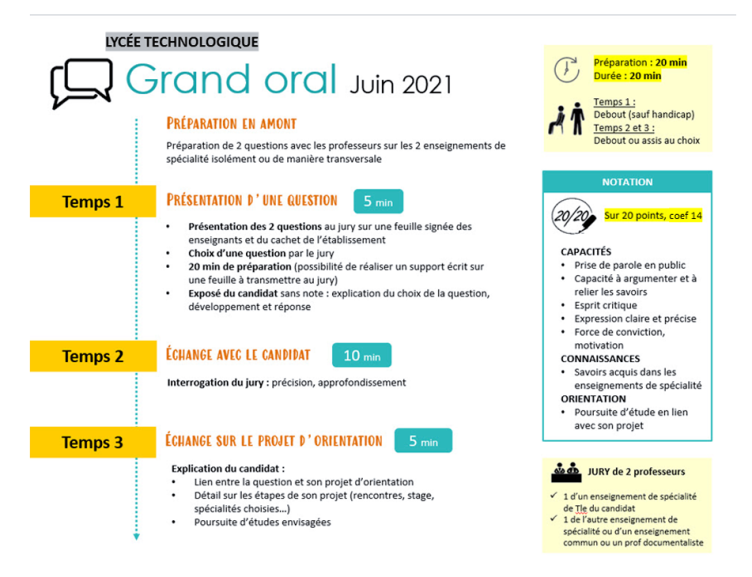 LYCÉE TECHNOLOGIQUE
Grand oral Juin 2021
PRÉPARATION EN AMONT
Préparation de 2 questions avec les professeurs sur les 2 enseignements de
spécialité isolément ou de manière transversale
Temps 1
PRÉSENTATION D'UNE QUESTION
5 min
• Présentation des 2 questions au jury sur une feuille signée des
enseignants et du cachet de l'établissement
• Choix d'une question par le jury
• 20 min de préparation (possibilité de réaliser un support écrit sur
une feuille à transmettre au jury)
• Exposé du candidat sans note : explication du choix de la question,
développement et réponse
Temps 2
ÉCHANGE AVEC LE CANDIDAT
10 min
Interrogation du jury : précision, approfondissement
Temps 3
ÉCHANGE SUR LE PROJET D'ORIENTATION
5 min
Explication du candidat :
• Lien entre la question et son projet d'orientation
• Détail sur les étapes de son projet (rencontres, stage,
spécialités choisies…)
• Poursuite d'études envisagées
Préparation : 20 min
Durée : 20 min
Temps 1 :
Debout (sauf handicap)
Temps 2 et 3 :
Debout ou assis au choix
NOTATION
20/20
Sur 20 points, coef 14
CAPACITÉS
• Prise de parole en public
• Capacité à argumenter et à
relier les savoirs
• Esprit critique
• Expression claire et précise
• Force de conviction,
motivation
CONNAISSANCES
• Savoirs acquis dans les
enseignements de spécialité
ORIENTATION
• Poursuite d'étude en lien
avec son projet
JURY de 2 professeurs
✓ 1 d'un enseignement de spécialité
de Tle du candidat
✓ 1 de l'autre enseignement de
spécialité ou d'un enseignement
commun ou un prof documentaliste